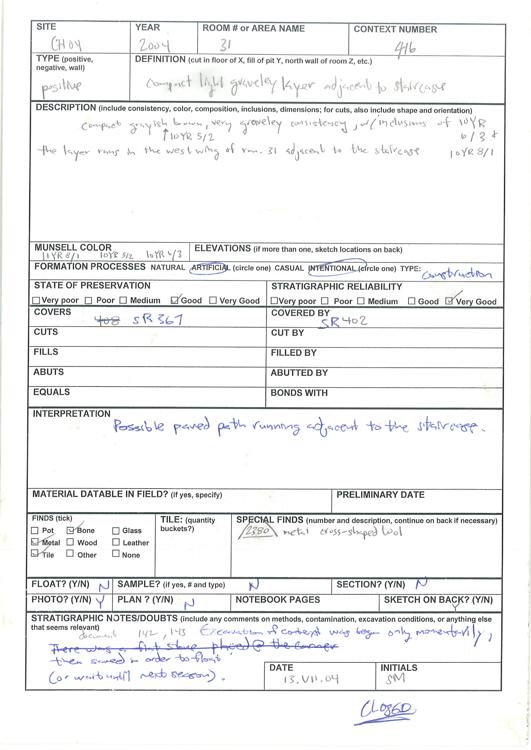 SITE YEAR ROOM # or AREA NAME CONTEXT NUMBER
CHOY 2004 31 416
TYPE (positive, negative, wall) DEFINITION (cut in floor of X, fill of pit Y, north wall of room Z, etc.)
positive compact light graveley layer adjacent to staircase
DESCRIPTION (include consistency, color, composition, inclusions, dimensions; for cuts, also include shape and orientation)
compact grayish brown, very graveley consistency, w/inclusions of 10YR
↑10YR 5/2 6/3 +
the layer runs in the west wing of rm. 31 adjacent to the staircase 10YR 8/1
MUNSELL COLOR ELEVATIONS (if more than one, sketch locations on back)
11YR 8/1 10YR 5/2 10YR 6/3
FORMATION PROCESSES NATURAL ARTIFICIAL (circle one) CASUAL INTENTIONAL (circle one) TYPE: construction
STATE OF PRESERVATION STRATIGRAPHIC RELIABILITY
Very poor Poor Medium Good Very Good Very poor Poor Medium Good Very Good
COVERS 408 SR367 COVERED BY SR402
CUTS CUT BY
FILLS FILLED BY
ABUTS ABUTTED BY
EQUALS BONDS WITH
INTERPRETATION
Possible paved path running adjacent to the staircase.
MATERIAL DATABLE IN FIELD? (if yes, specify) PRELIMINARY DATE
FINDS (tick) TILE: (quantity buckets?) SPECIAL FINDS (number and description, continue on back if necessary)
Pot Bone Glass 2380 metal cross-shaped tool
Metal Wood Leather
Tile Other None
FLOAT? (Y/N) N SAMPLE? (if yes, # and type) N SECTION? (Y/N) N
PHOTO? (Y/N) Y PLAN ? (Y/N) N NOTEBOOK PAGES SKETCH ON BACK? (Y/N) Y
STRATIGRAPHIC NOTES/DOUBTS (include any comments on methods, contamination, excavation conditions, or anything else
that seems relevant) document 142, 143 Excavation of context was began only momentarily,
There was a flat stone placed @ the corner
then saved in order to float
(or wait until next season).
DATE INITIALS
13.VII.04 SM
CLOSED